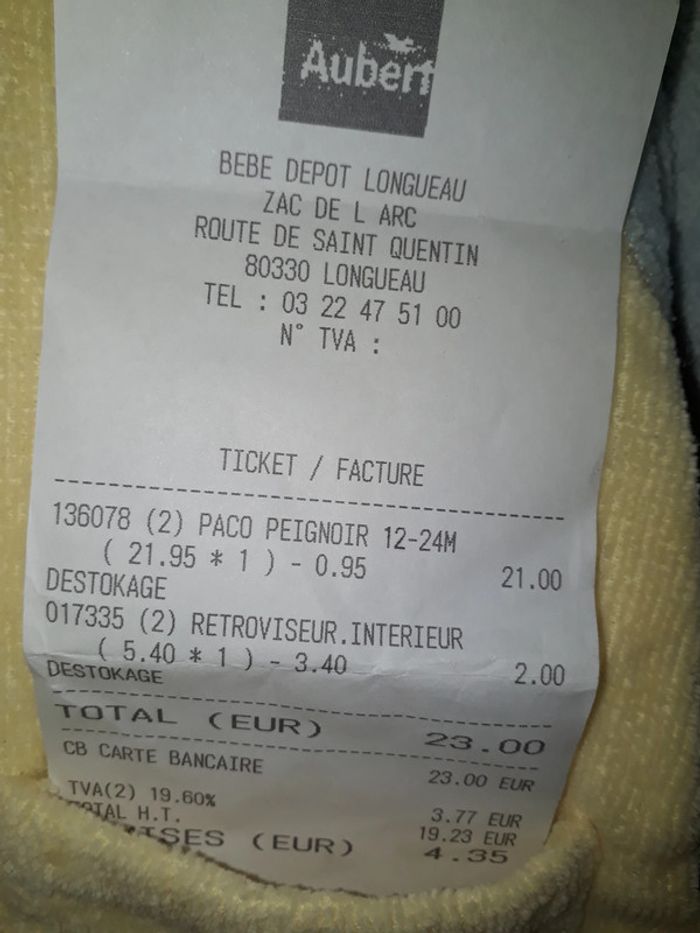 Aubert
BEBE DEPOT LONGUEAU
ZAC DE L ARC
ROUTE DE SAINT QUENTIN
80330 LONGUEAU
TEL : 03 22 47 51 00
N° TVA :
TICKET / FACTURE
136078 (2) PACO PEIGNOIR 12-24M
( 21.95 * 1 ) - 0.95 21.00
DESTOKAGE
017335 (2) RETROVISEUR.INTERIEUR
( 5.40 * 1 ) - 3.40 2.00
DESTOKAGE
TOTAL (EUR) 23.00
CB CARTE BANCAIRE 23.00 EUR
TVA(2) 19.60% 3.77 EUR
TOTAL H.T. 19.23 EUR
(EUR) 4.35